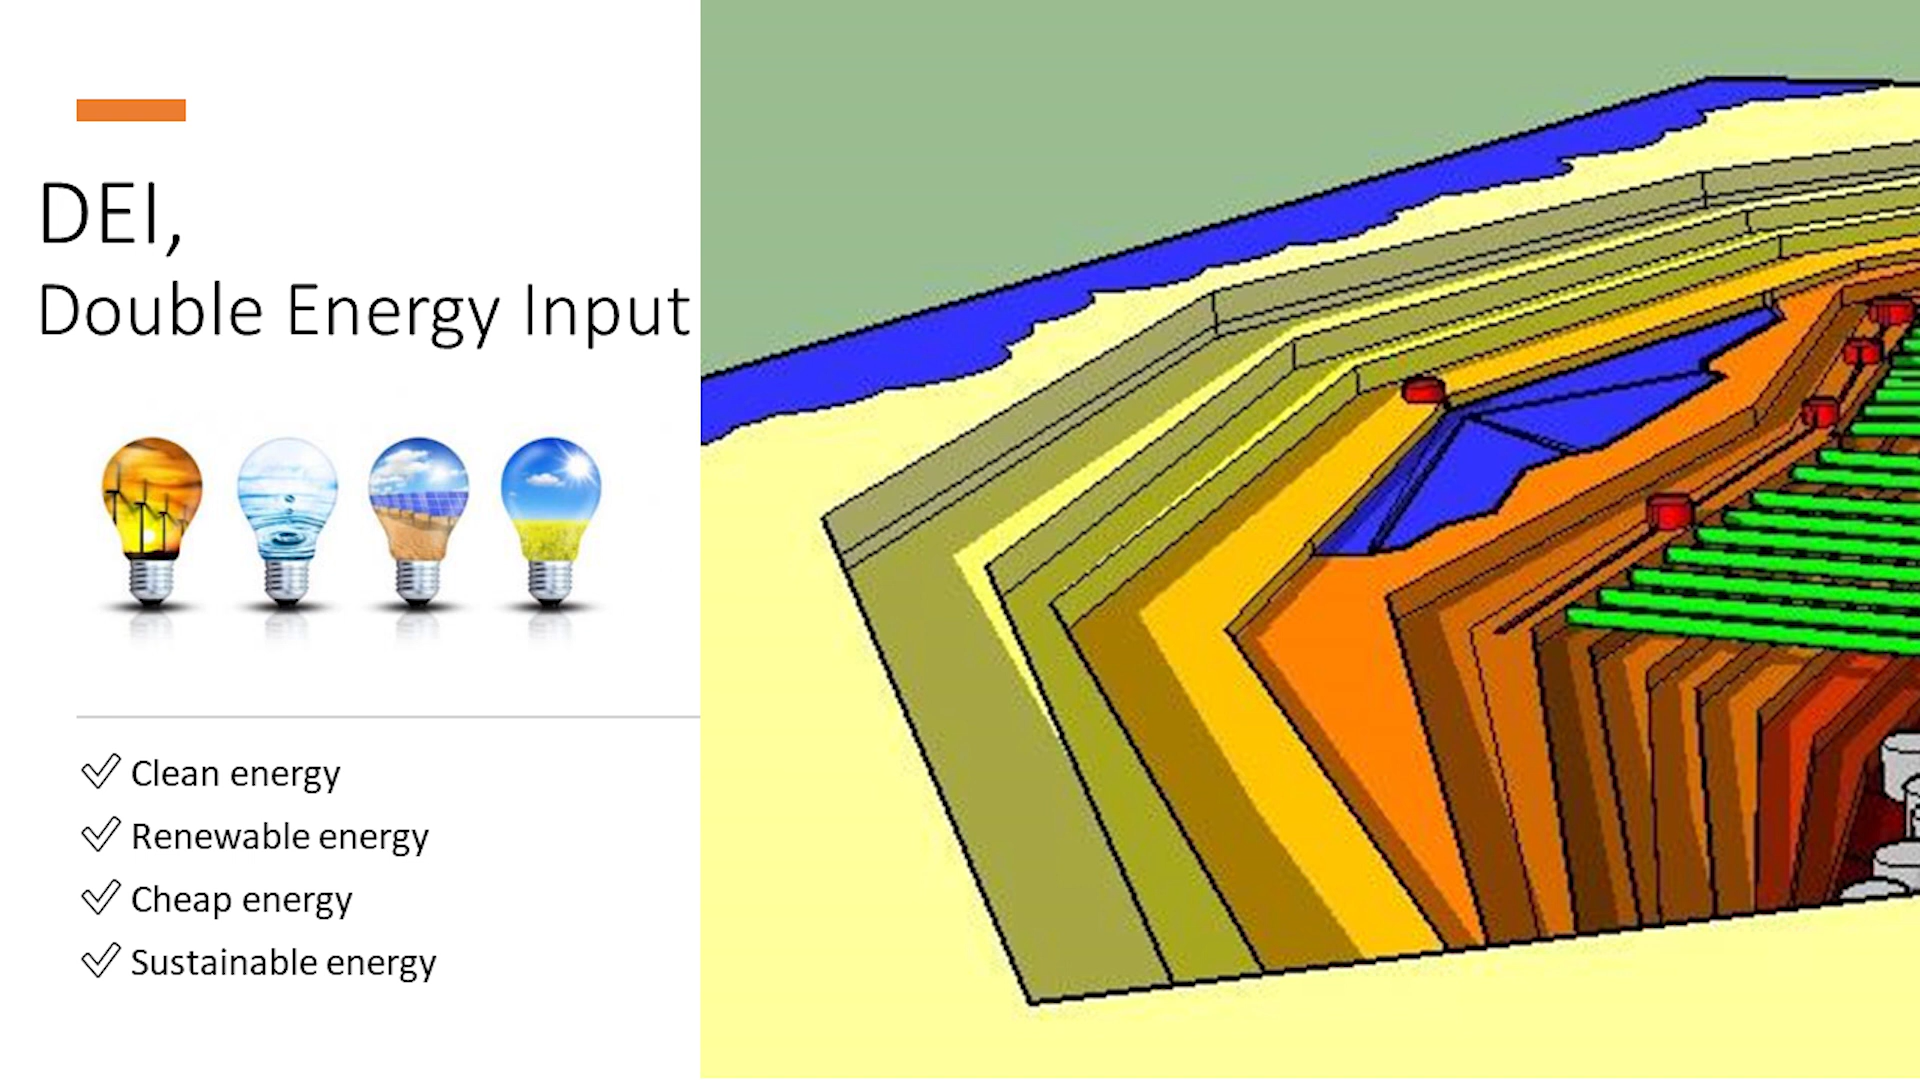 DEI,
Double Energy Input
Clean energy
Renewable energy
Cheap energy
Sustainable energy